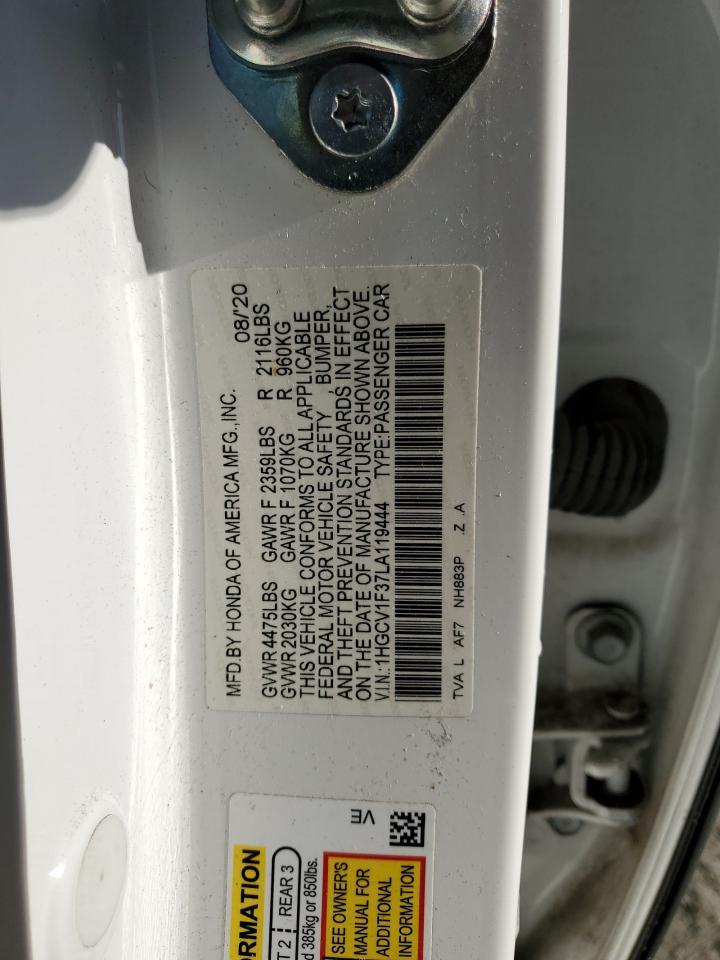 MFD.BY HONDA OF AMERICA MFG.,INC. 08/'20
GVWR 4475LBS GAWR F 2359LBS R 2116LBS
GVWR 2030KG GAWR F 1070KG R 960KG
THIS VEHICLE CONFORMS TO ALL APPLICABLE
FEDERAL MOTOR VEHICLE SAFETY , BUMPER,
AND THEFT PREVENTION STANDARDS IN EFFECT
ON THE DATE OF MANUFACTURE SHOWN ABOVE.
V.I.N.:1HGCV1F37LA119444 TYPE:PASSENGER CAR
TVA L AF7 NH883P .Z .A
VE
ORMATION
T 2 REAR 3
d 385kg or 850lbs.
SEE OWNER'S
MANUAL FOR
ADDITIONAL
INFORMATION